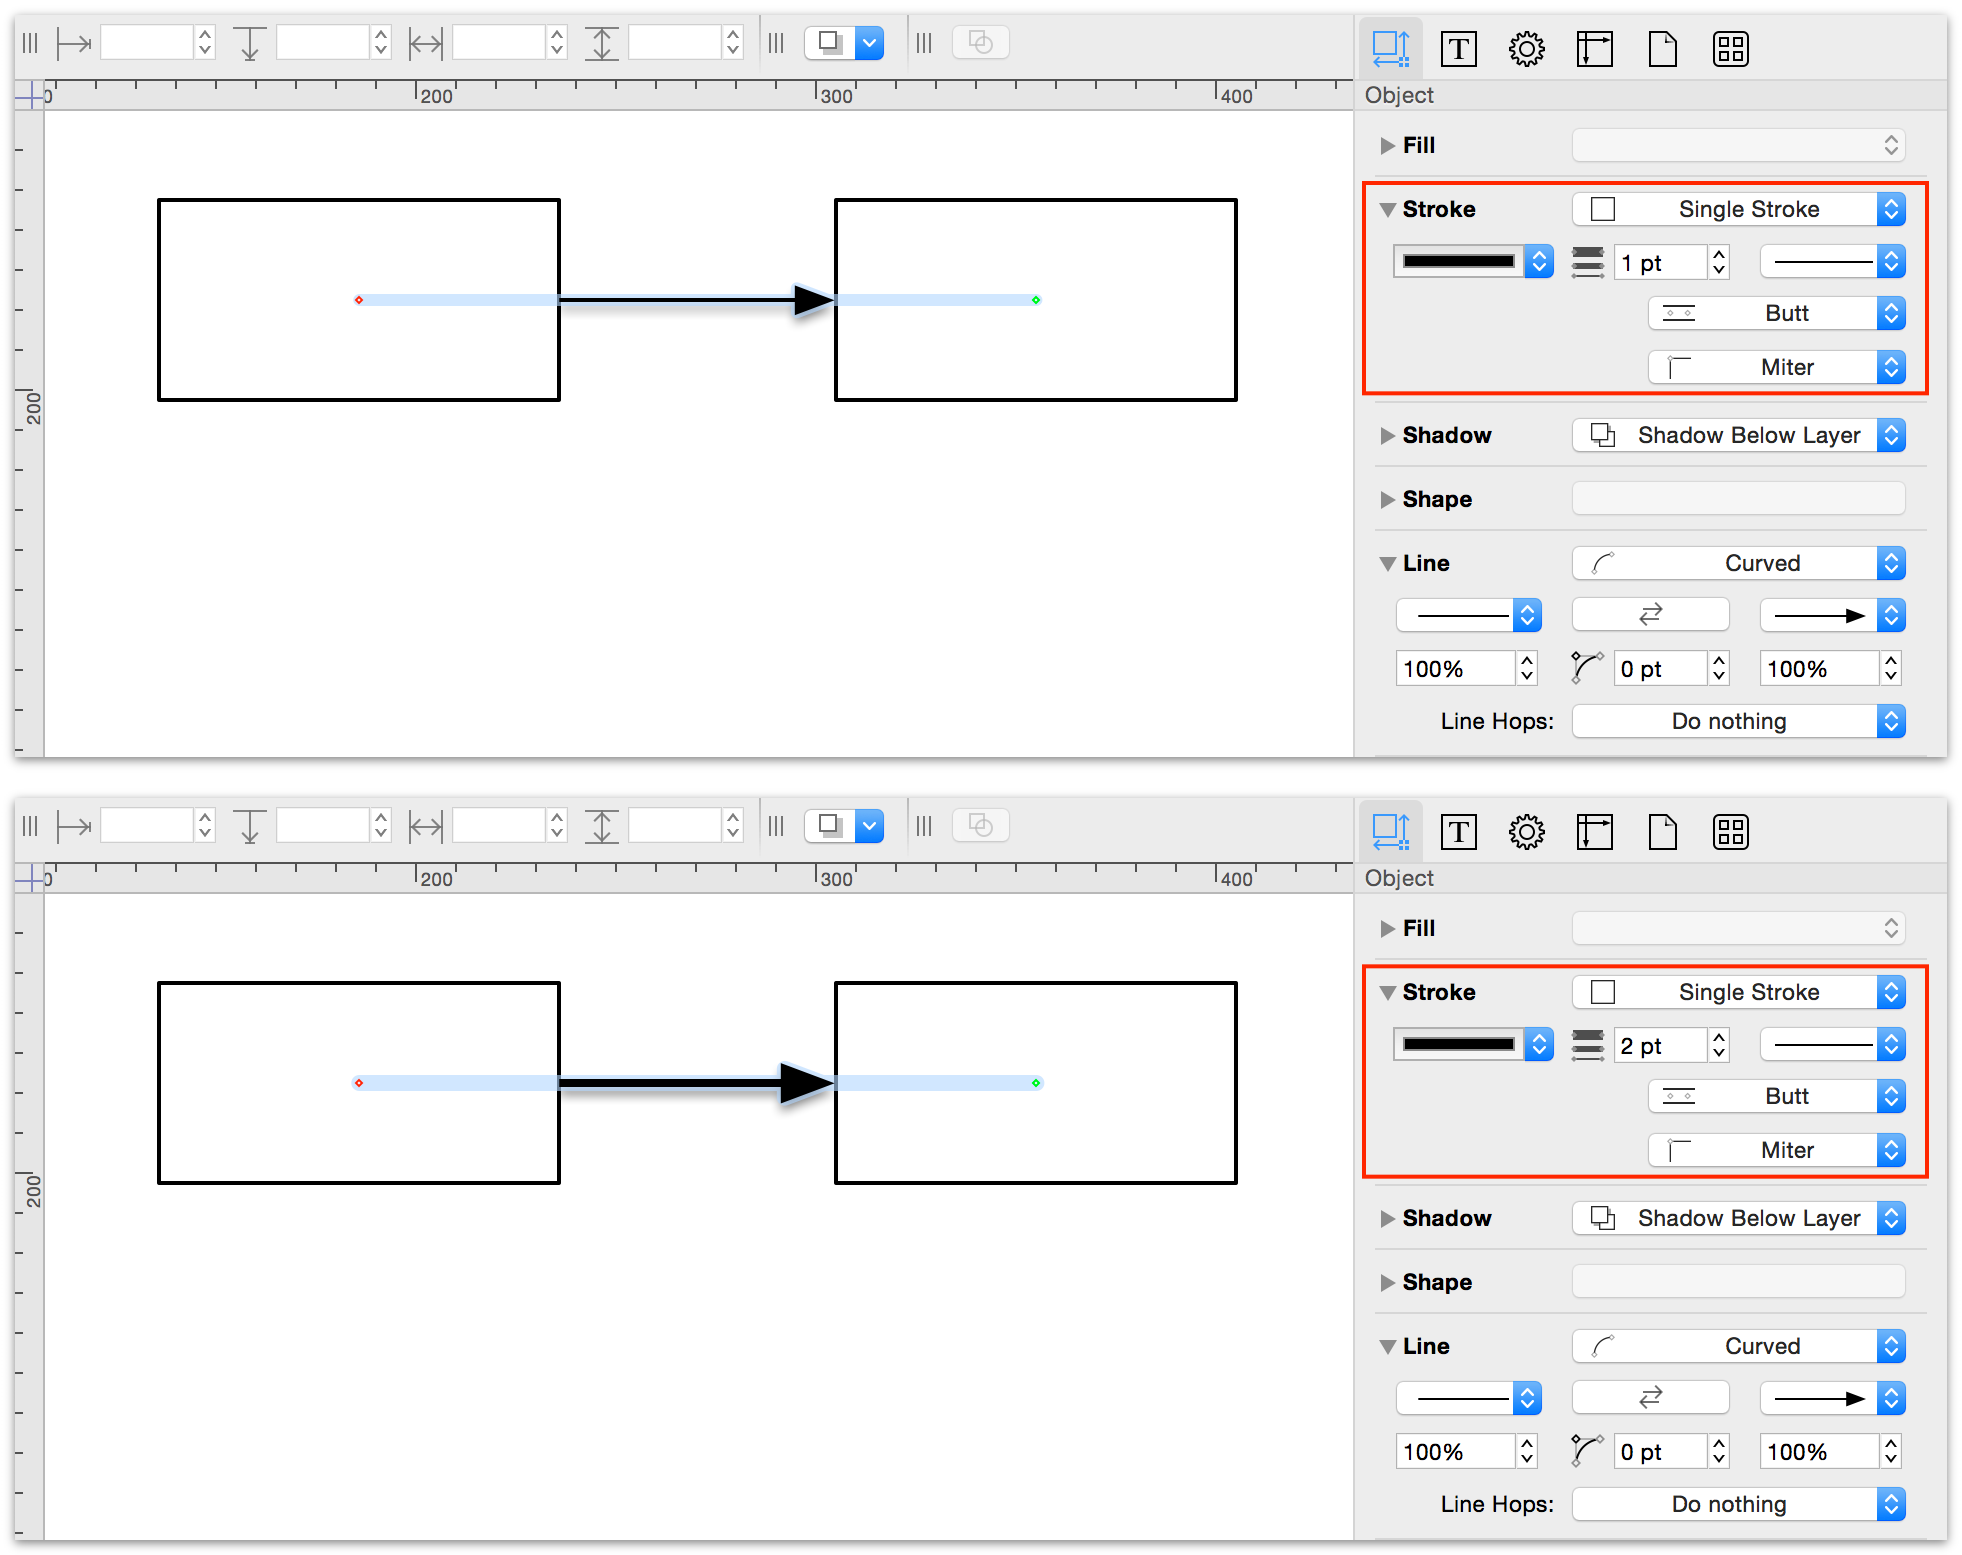 T
0 200 300 400
Object
Fill
Stroke Single Stroke
1 pt
Butt
Miter
200
Shadow Shadow Below Layer
Shape
Line Curved
100% 0 pt 100%
Line Hops: Do nothing
T
0 200 300 400
Object
Fill
Stroke Single Stroke
2 pt
Butt
Miter
200
Shadow Shadow Below Layer
Shape
Line Curved
100% 0 pt 100%
Line Hops: Do nothing